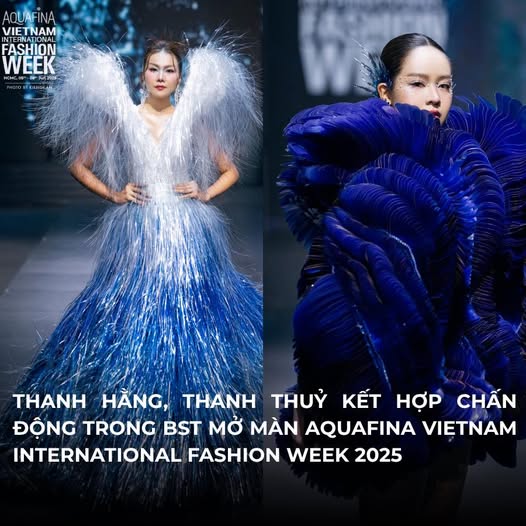 AQUAFINA
VIETNAM
INTERNATIONAL
FASHION
WEEK
THANH HẰNG, THANH THUỶ KẾT HỢP CHẤN
ĐỘNG TRONG BST MỞ MÀN AQUAFINA VIETNAM
INTERNATIONAL FASHION WEEK 2025